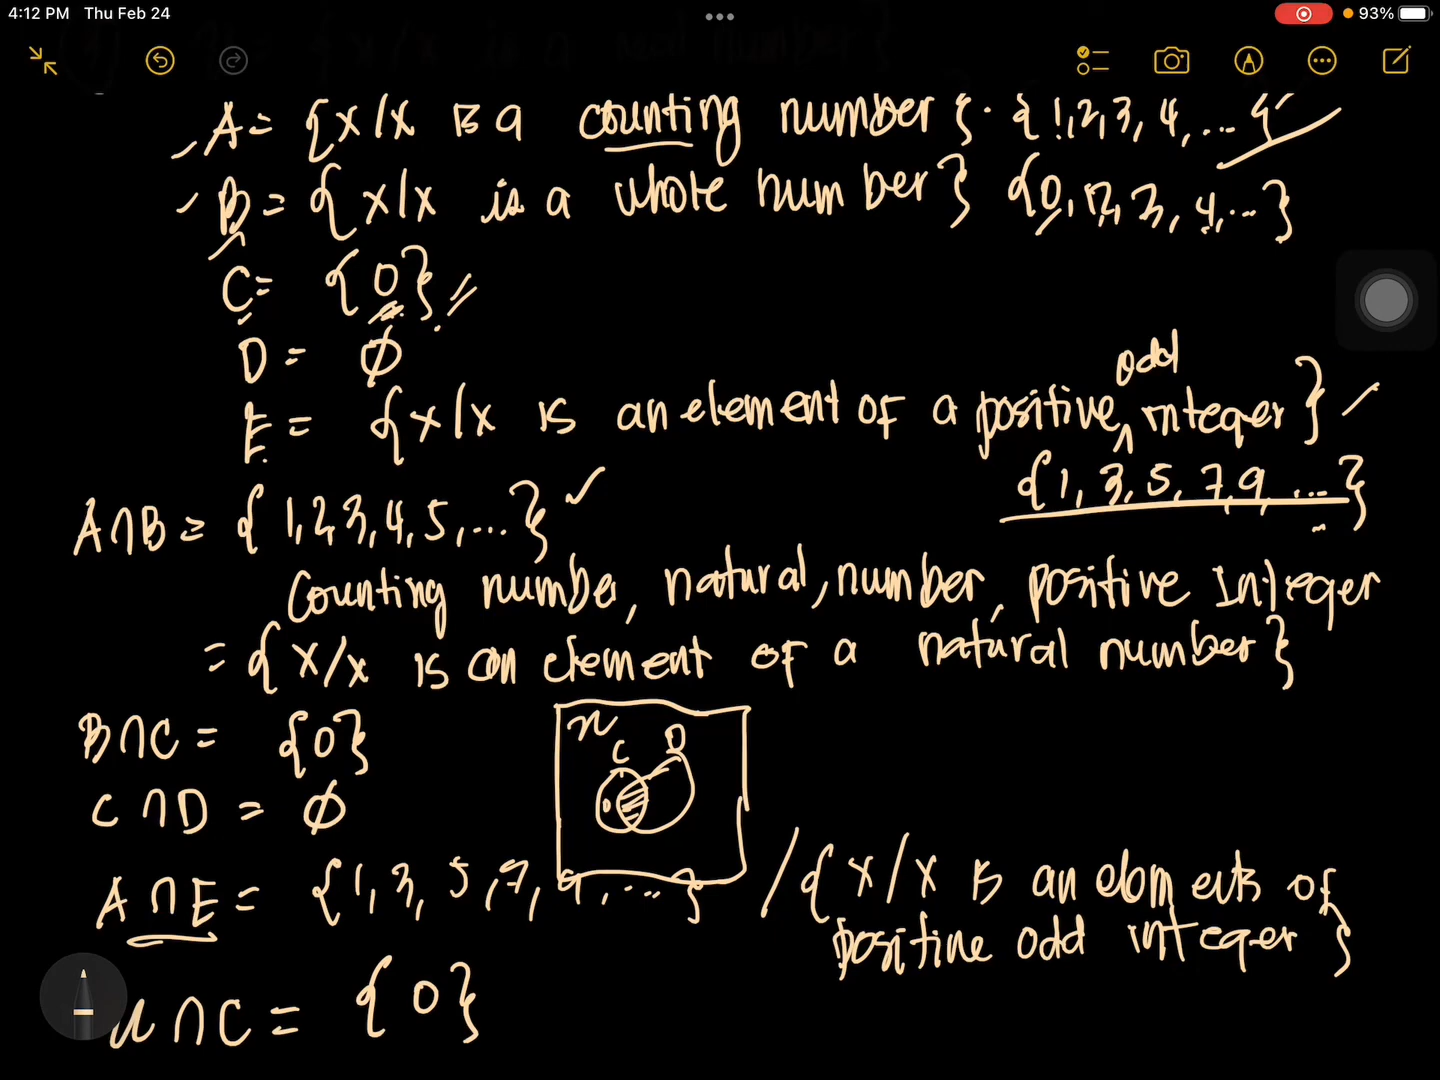 4:12 PM Thu Feb 24
93%
A = {x/x is a counting number}. {1,2,3,4,...}
B = {x/x is a whole number} {0,1,2,3,4,...}
C = {0}
D = ∅
odd
E = {x/x is an element of a positive ^ integer}
{1,3,5,7,9,...}
A∩B = {1,2,3,4,5,...} ✓
Counting number, natural, number, positive Integer
= {x/x is an element of a natural number}
B∩C = {0}
C D
0
C∩D = ∅
A∩E = {1,3,5,7,9,...} / {x/x is an elements of
positive odd integer}
U∩C = {0}